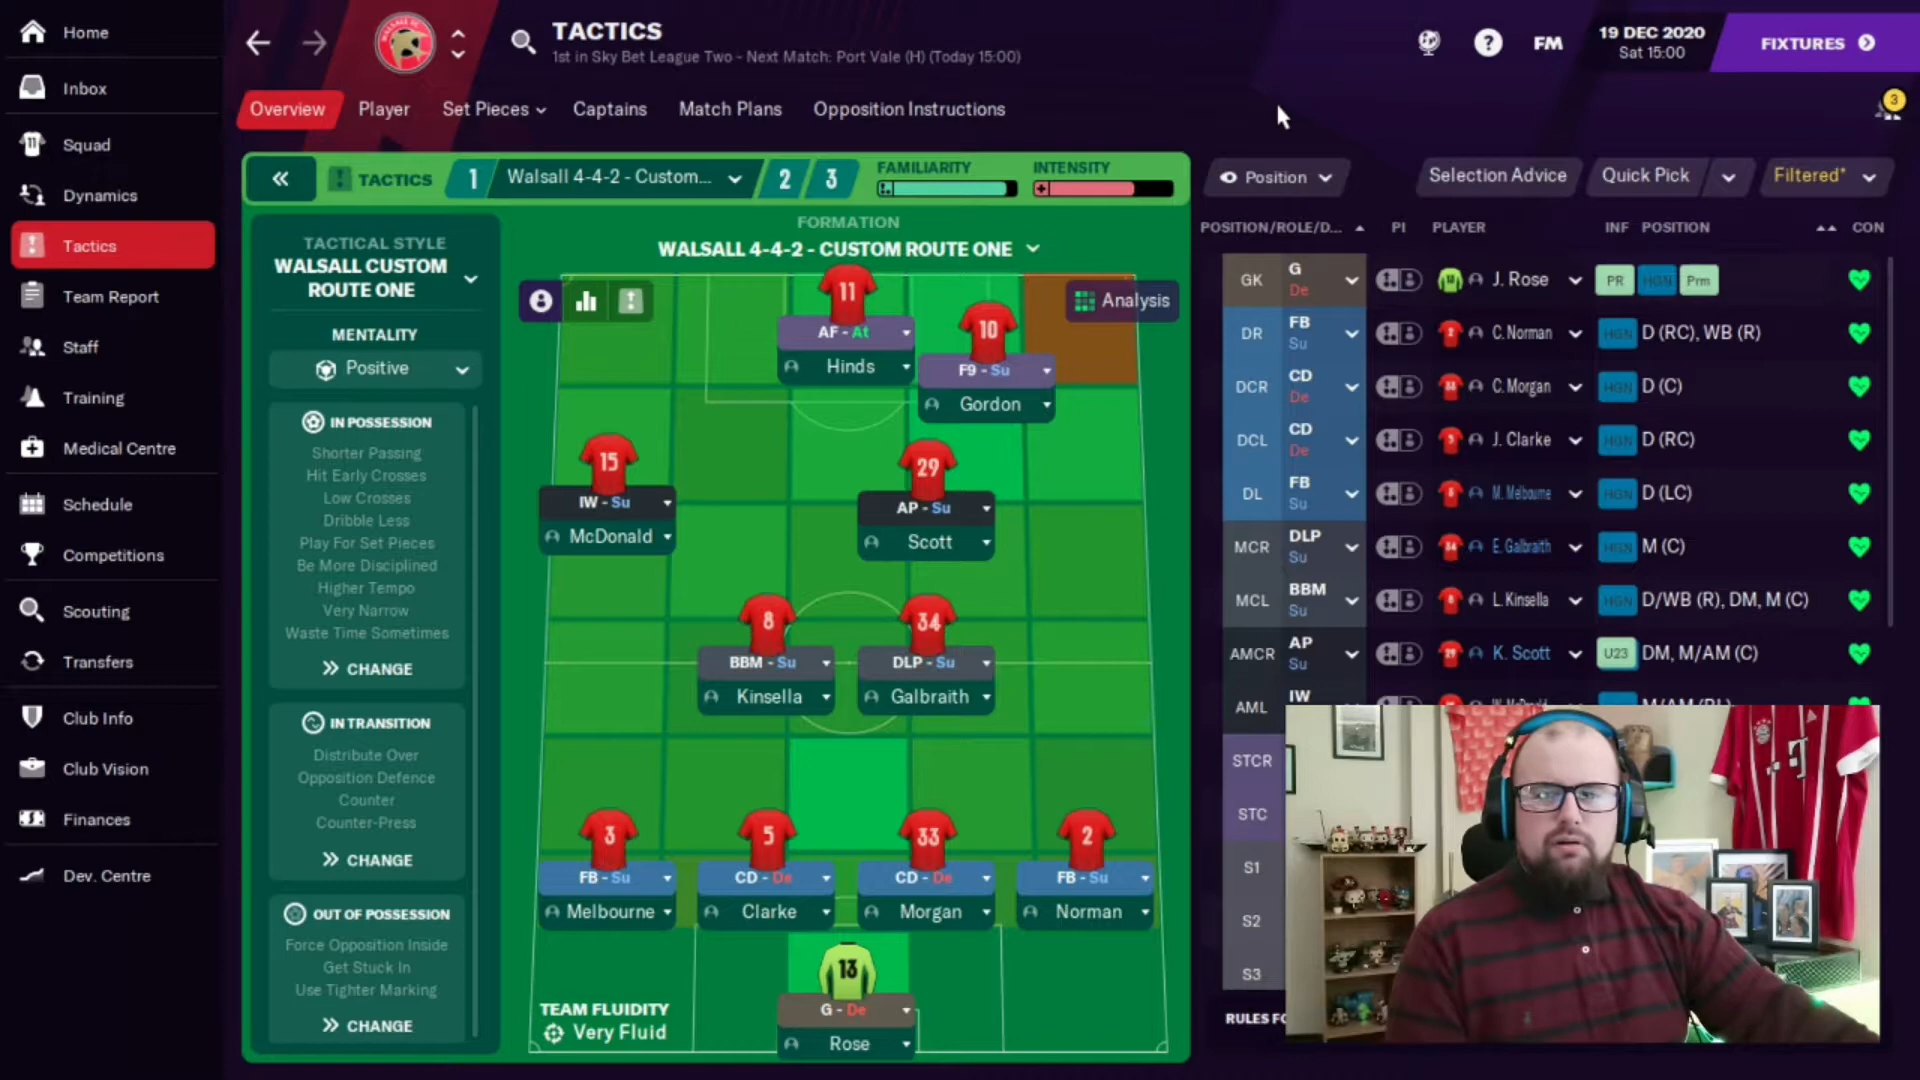 Home
Inbox
Squad
Dynamics
Tactics
Team Report
Staff
Training
Medical Centre
Schedule
Competitions
Scouting
Transfers
Club Info
Club Vision
Finances
Dev. Centre
TACTICS
1st in Sky Bet League Two - Next Match: Port Vale (H) (Today 15:00)
FM
19 DEC 2020
Sat 15:00
FIXTURES
3
Overview
Player
Set Pieces
Captains
Match Plans
Opposition Instructions
TACTICS
1
Walsall 4-4-2 - Custom...
2
3
FAMILIARITY
INTENSITY
TACTICAL STYLE
WALSALL CUSTOM
ROUTE ONE
MENTALITY
Positive
IN POSSESSION
Shorter Passing
Hit Early Crosses
Low Crosses
Dribble Less
Play For Set Pieces
Be More Disciplined
Higher Tempo
Very Narrow
Waste Time Sometimes
CHANGE
IN TRANSITION
Distribute Over
Opposition Defence
Counter
Counter-Press
CHANGE
OUT OF POSSESSION
Force Opposition Inside
Get Stuck In
Use Tighter Marking
CHANGE
FORMATION
WALSALL 4-4-2 - CUSTOM ROUTE ONE
Analysis
11
AF - At
Hinds
10
F9 - Su
Gordon
15
IW - Su
McDonald
29
AP - Su
Scott
8
BBM - Su
Kinsella
34
DLP - Su
Galbraith
3
FB - Su
Melbourne
5
CD - De
Clarke
33
CD - De
Morgan
2
FB - Su
Norman
13
G - De
Rose
TEAM FLUIDITY
Very Fluid
Position
Selection Advice
Quick Pick
Filtered*
POSITION/ROLE/D... PI PLAYER INF POSITION CON
GK G De J. Rose PR HGN Prm
DR FB Su C. Norman HGN D (RC), WB (R)
DCR CD De C. Morgan HGN D (C)
DCL CD De J. Clarke HGN D (RC)
DL FB Su M. Melbourne HGN D (LC)
MCR DLP Su E. Galbraith HGN M (C)
MCL BBM Su L. Kinsella HGN D/WB (R), DM, M (C)
AMCR AP Su K. Scott U23 DM, M/AM (C)
AML IW
STCR
STC
S1
S2
S3